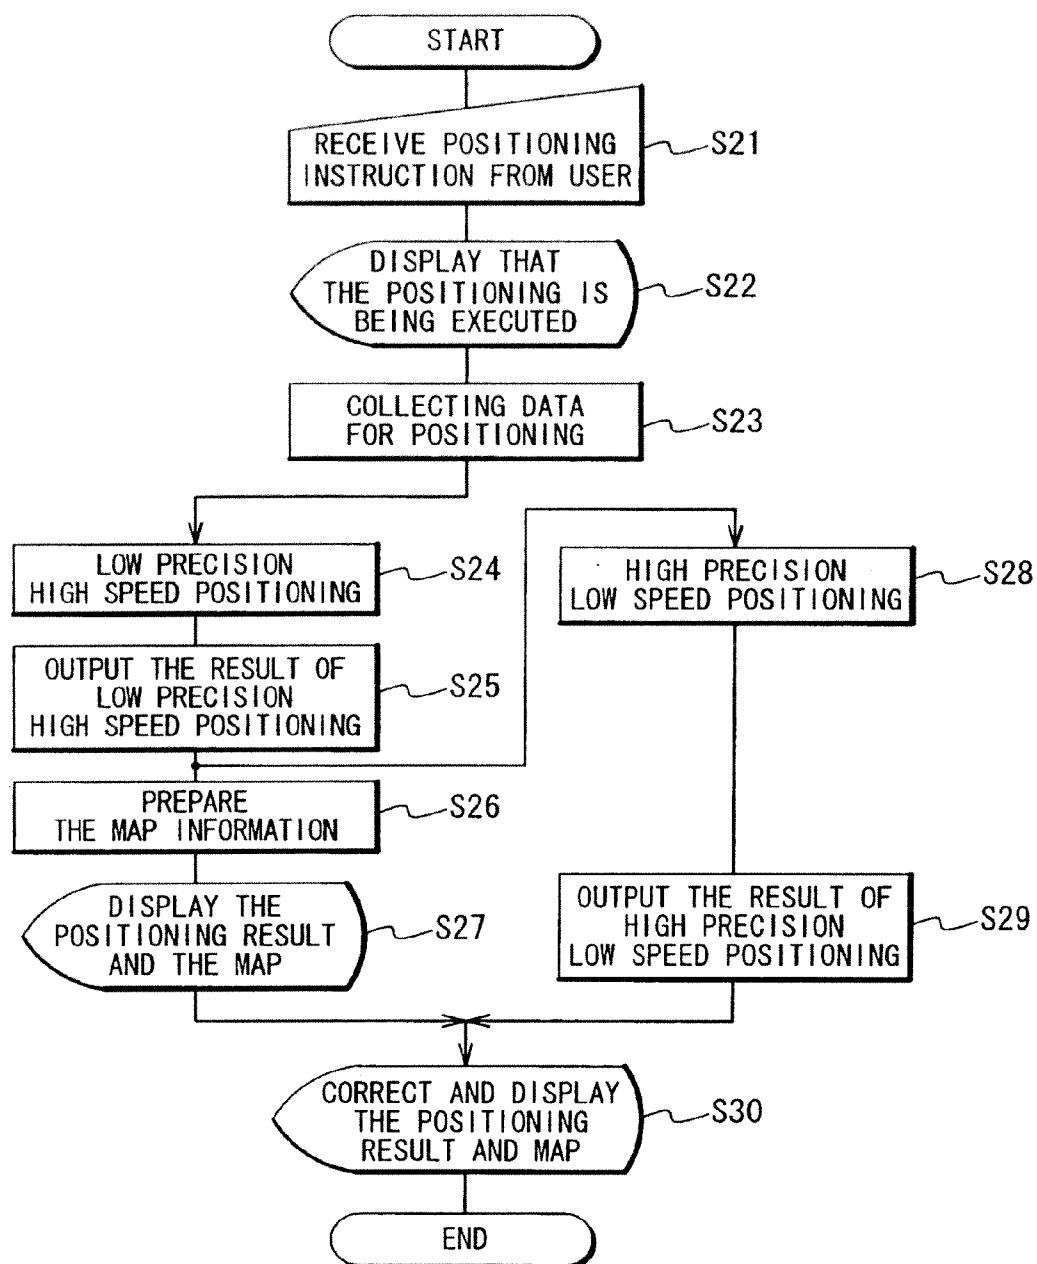 START
RECEIVE POSITIONING
INSTRUCTION FROM USER
S21
DISPLAY THAT
THE POSITIONING IS
BEING EXECUTED
S22
COLLECTING DATA
FOR POSITIONING
S23
LOW PRECISION
HIGH SPEED POSITIONING
S24
OUTPUT THE RESULT OF
LOW PRECISION
HIGH SPEED POSITIONING
S25
PREPARE
THE MAP INFORMATION
S26
DISPLAY THE
POSITIONING RESULT
AND THE MAP
S27
HIGH PRECISION
LOW SPEED POSITIONING
S28
OUTPUT THE RESULT OF
HIGH PRECISION
LOW SPEED POSITIONING
S29
CORRECT AND DISPLAY
THE POSITIONING
RESULT AND MAP
S30
END